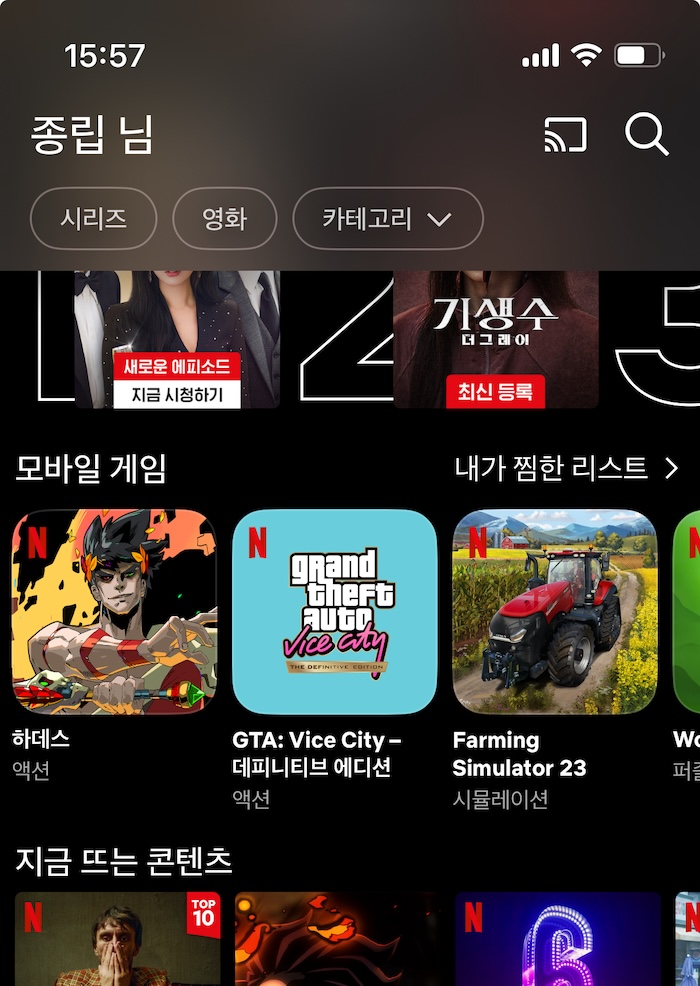 15:57
종립 님
시리즈
영화
카테고리
1
새로운 에피소드
지금 시청하기
2
기생수
더 그레이
최신 등록
3
모바일 게임
내가 찜한 리스트
N
N
grand
theft
auto
Vice City
THE DEFINITIVE EDITION
N
N
하데스
액션
GTA: Vice City –
데피니티브 에디션
액션
Farming
Simulator 23
시뮬레이션
Wo
퍼즐
지금 뜨는 콘텐츠
N
TOP
10
N
6
N